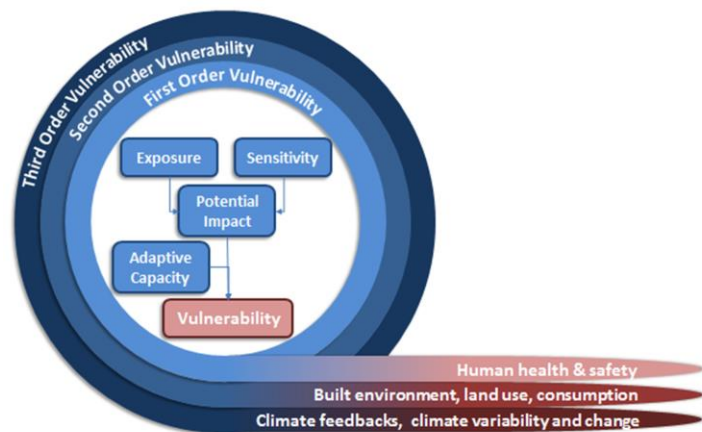 Third Order Vulnerability
Second Order Vulnerability
First Order Vulnerability
Exposure
Sensitivity
Potential
Impact
Adaptive
Capacity
Vulnerability
Human health & safety
Built environment, land use, consumption
Climate feedbacks, climate variability and change